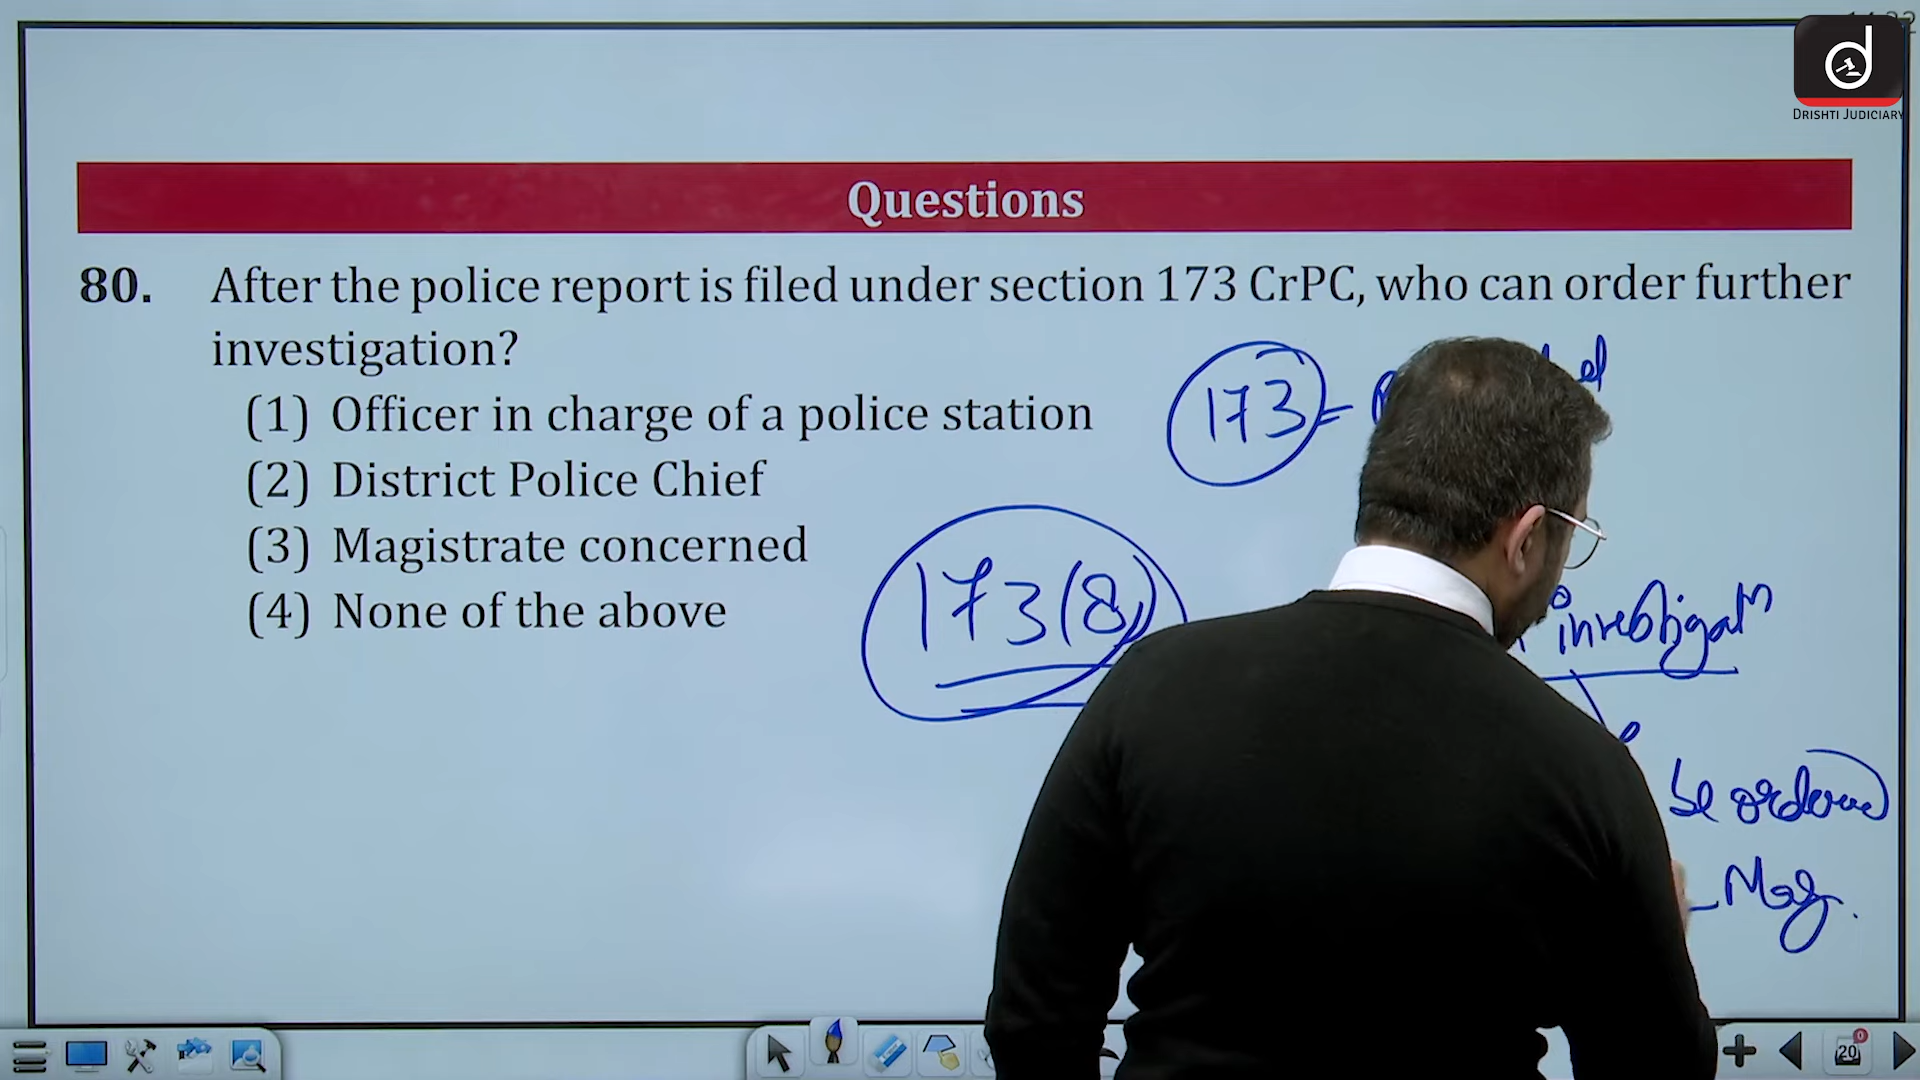 DRISHTI JUDICIARY
Questions
80. After the police report is filed under section 173 CrPC, who can order further
investigation?
(1) Officer in charge of a police station
(2) District Police Chief
(3) Magistrate concerned
(4) None of the above
173 =
173(8)
investigatn
be ordered
Mag.
20